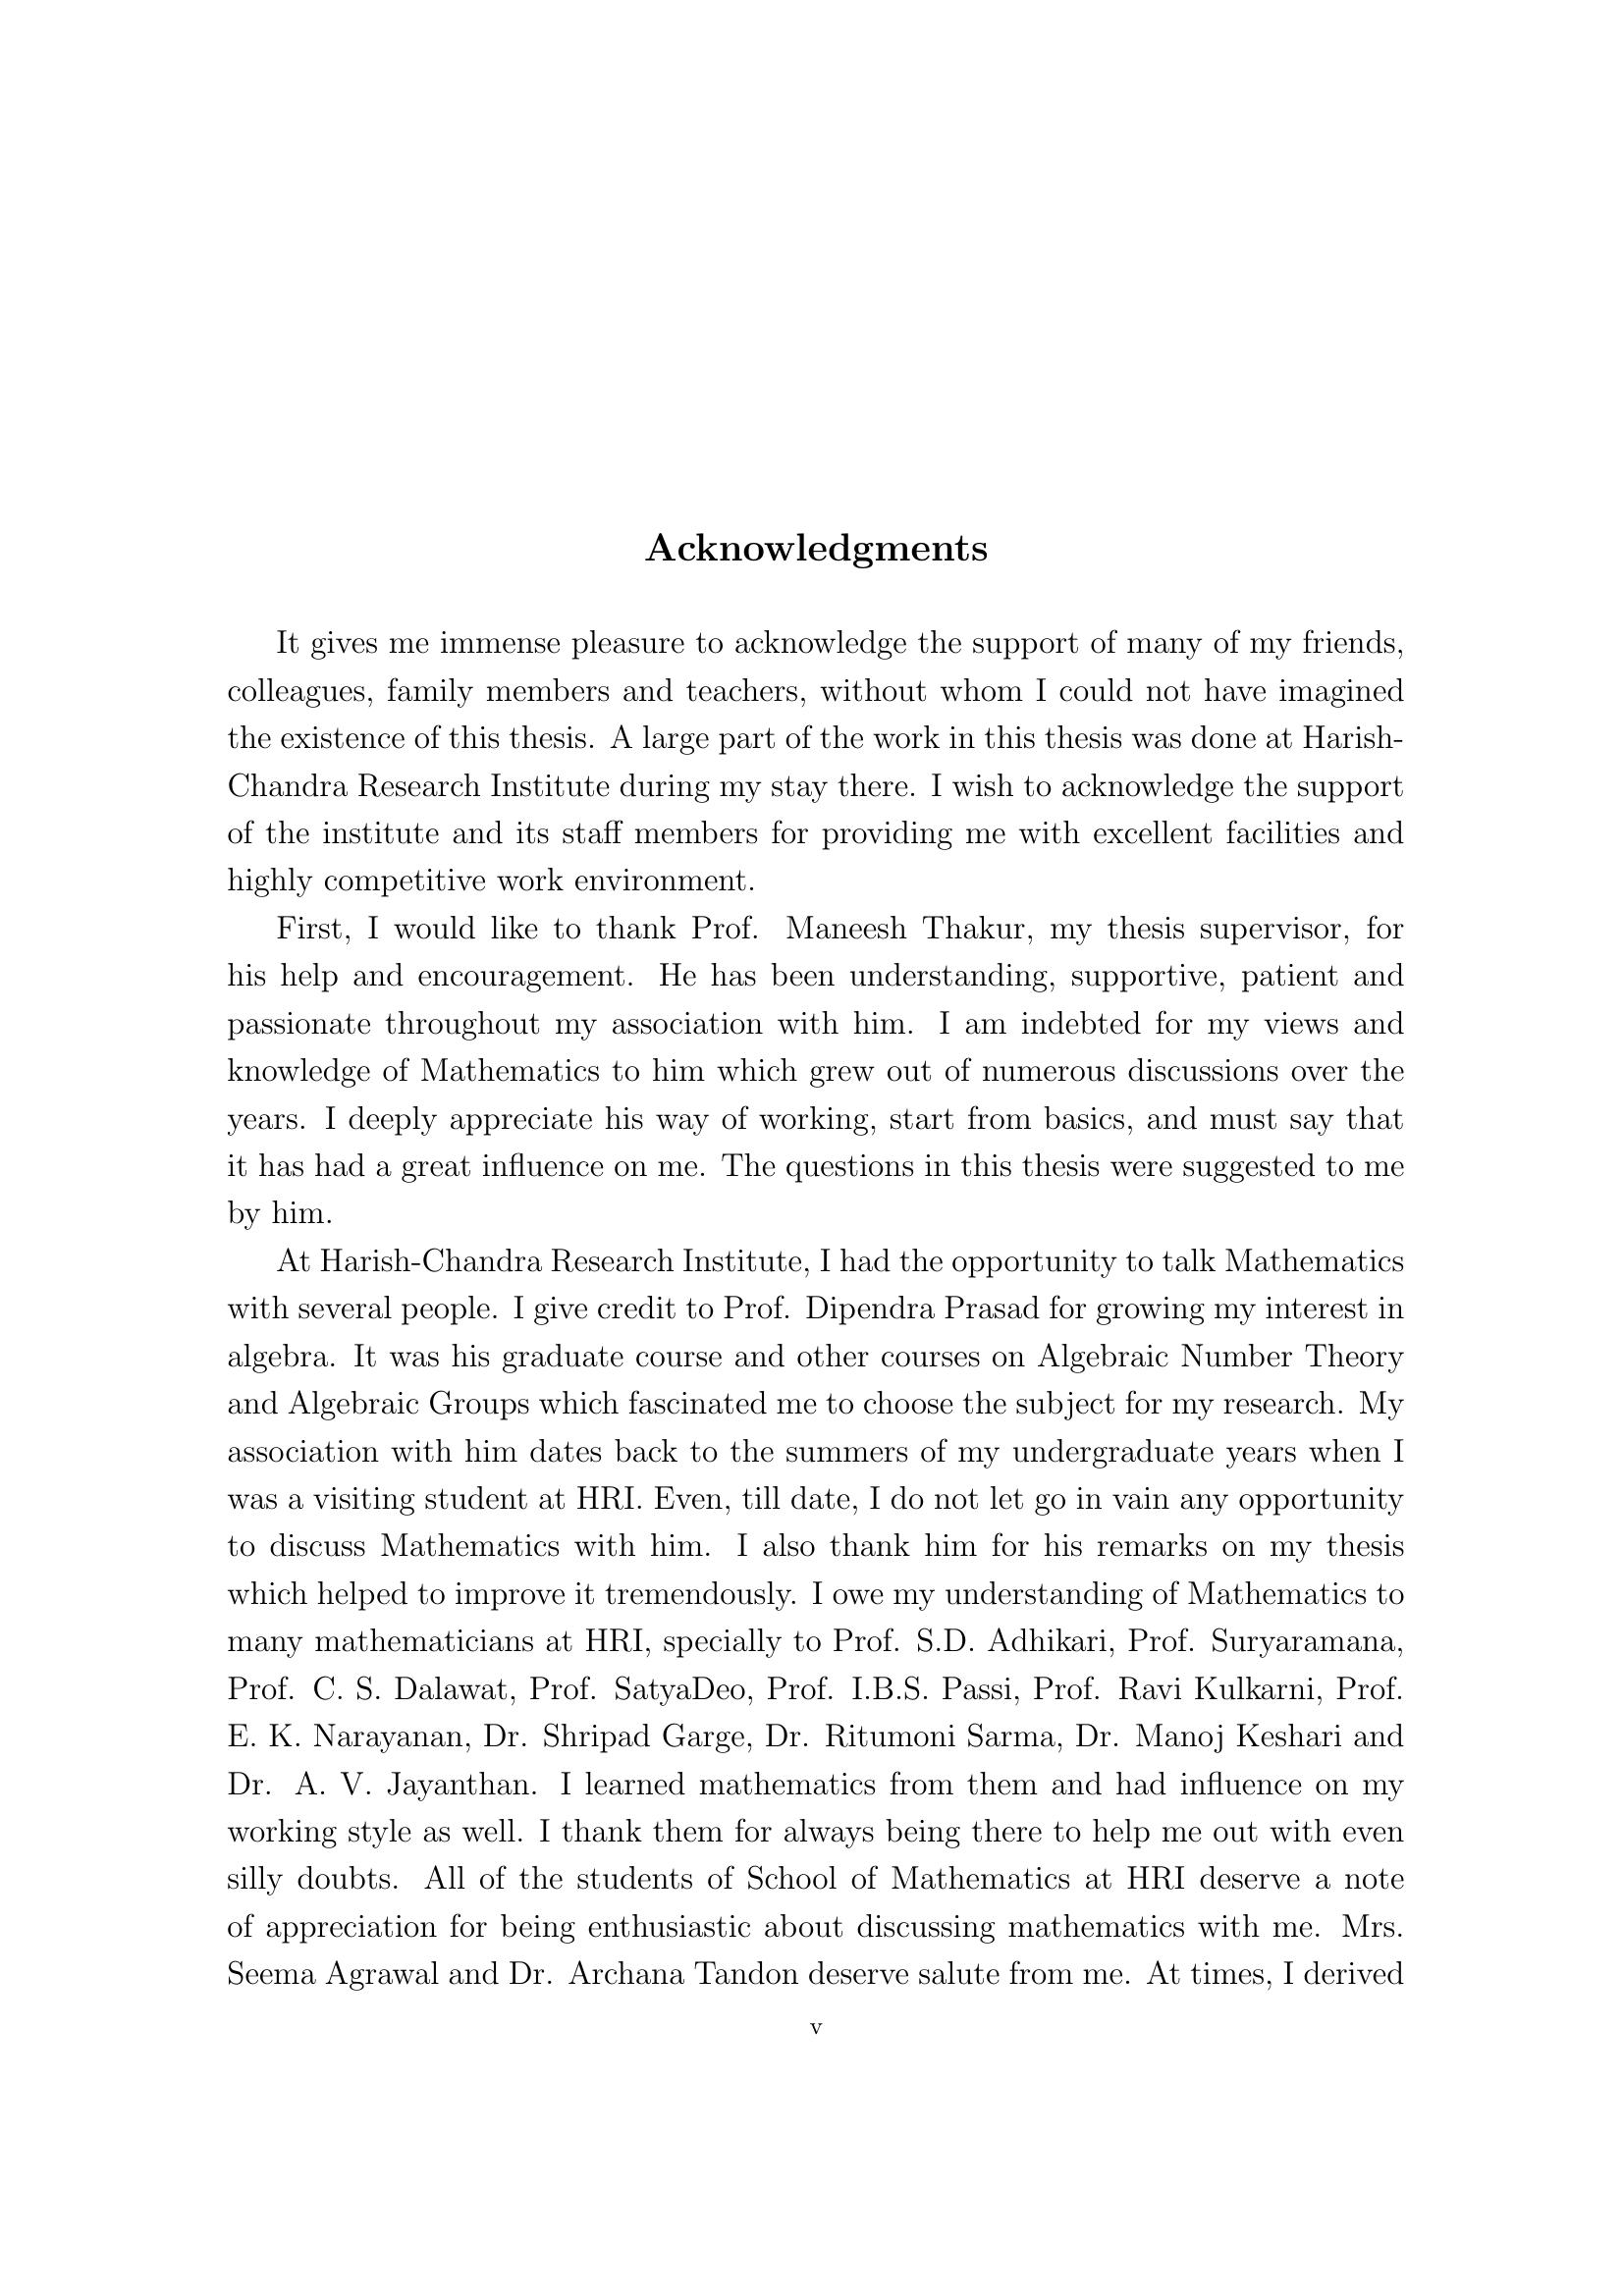 Acknowledgments
It gives me immense pleasure to acknowledge the support of many of my friends,
colleagues, family members and teachers, without whom I could not have imagined
the existence of this thesis. A large part of the work in this thesis was done at Harish-
Chandra Research Institute during my stay there. I wish to acknowledge the support
of the institute and its staff members for providing me with excellent facilities and
highly competitive work environment.
First, I would like to thank Prof. Maneesh Thakur, my thesis supervisor, for
his help and encouragement. He has been understanding, supportive, patient and
passionate throughout my association with him. I am indebted for my views and
knowledge of Mathematics to him which grew out of numerous discussions over the
years. I deeply appreciate his way of working, start from basics, and must say that
it has had a great influence on me. The questions in this thesis were suggested to me
by him.
At Harish-Chandra Research Institute, I had the opportunity to talk Mathematics
with several people. I give credit to Prof. Dipendra Prasad for growing my interest in
algebra. It was his graduate course and other courses on Algebraic Number Theory
and Algebraic Groups which fascinated me to choose the subject for my research. My
association with him dates back to the summers of my undergraduate years when I
was a visiting student at HRI. Even, till date, I do not let go in vain any opportunity
to discuss Mathematics with him. I also thank him for his remarks on my thesis
which helped to improve it tremendously. I owe my understanding of Mathematics to
many mathematicians at HRI, specially to Prof. S.D. Adhikari, Prof. Suryaramana,
Prof. C. S. Dalawat, Prof. SatyaDeo, Prof. I.B.S. Passi, Prof. Ravi Kulkarni, Prof.
E. K. Narayanan, Dr. Shripad Garge, Dr. Ritumoni Sarma, Dr. Manoj Keshari and
Dr. A. V. Jayanthan. I learned mathematics from them and had influence on my
working style as well. I thank them for always being there to help me out with even
silly doubts. All of the students of School of Mathematics at HRI deserve a note
of appreciation for being enthusiastic about discussing mathematics with me. Mrs.
Seema Agrawal and Dr. Archana Tandon deserve salute from me. At times, I derived
v